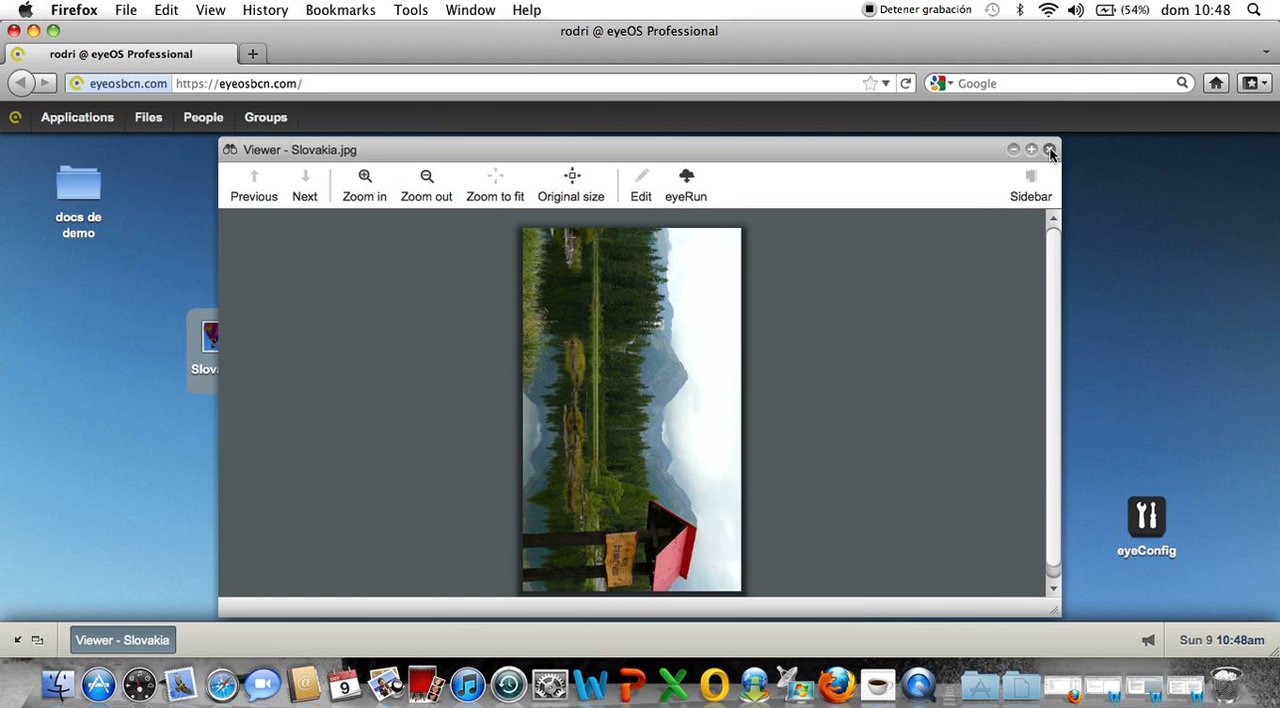 Firefox File Edit View History Bookmarks Tools Window Help Detener grabación (54%) dom 10:48
rodri @ eyeOS Professional
rodri @ eyeOS Professional
eyeosbcn.com https://eyeosbcn.com/ Google
Applications Files People Groups
Viewer - Slovakia.jpg
Previous Next Zoom in Zoom out Zoom to fit Original size Edit eyeRun Sidebar
docs de
demo
Slova
eyeConfig
Viewer - Slovakia Sun 9 10:48am
9